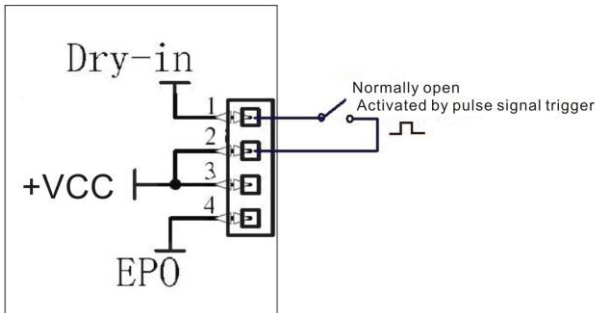 Dry-in
1
Normally open
Activated by pulse signal trigger
2
+VCC
3
4
EPO